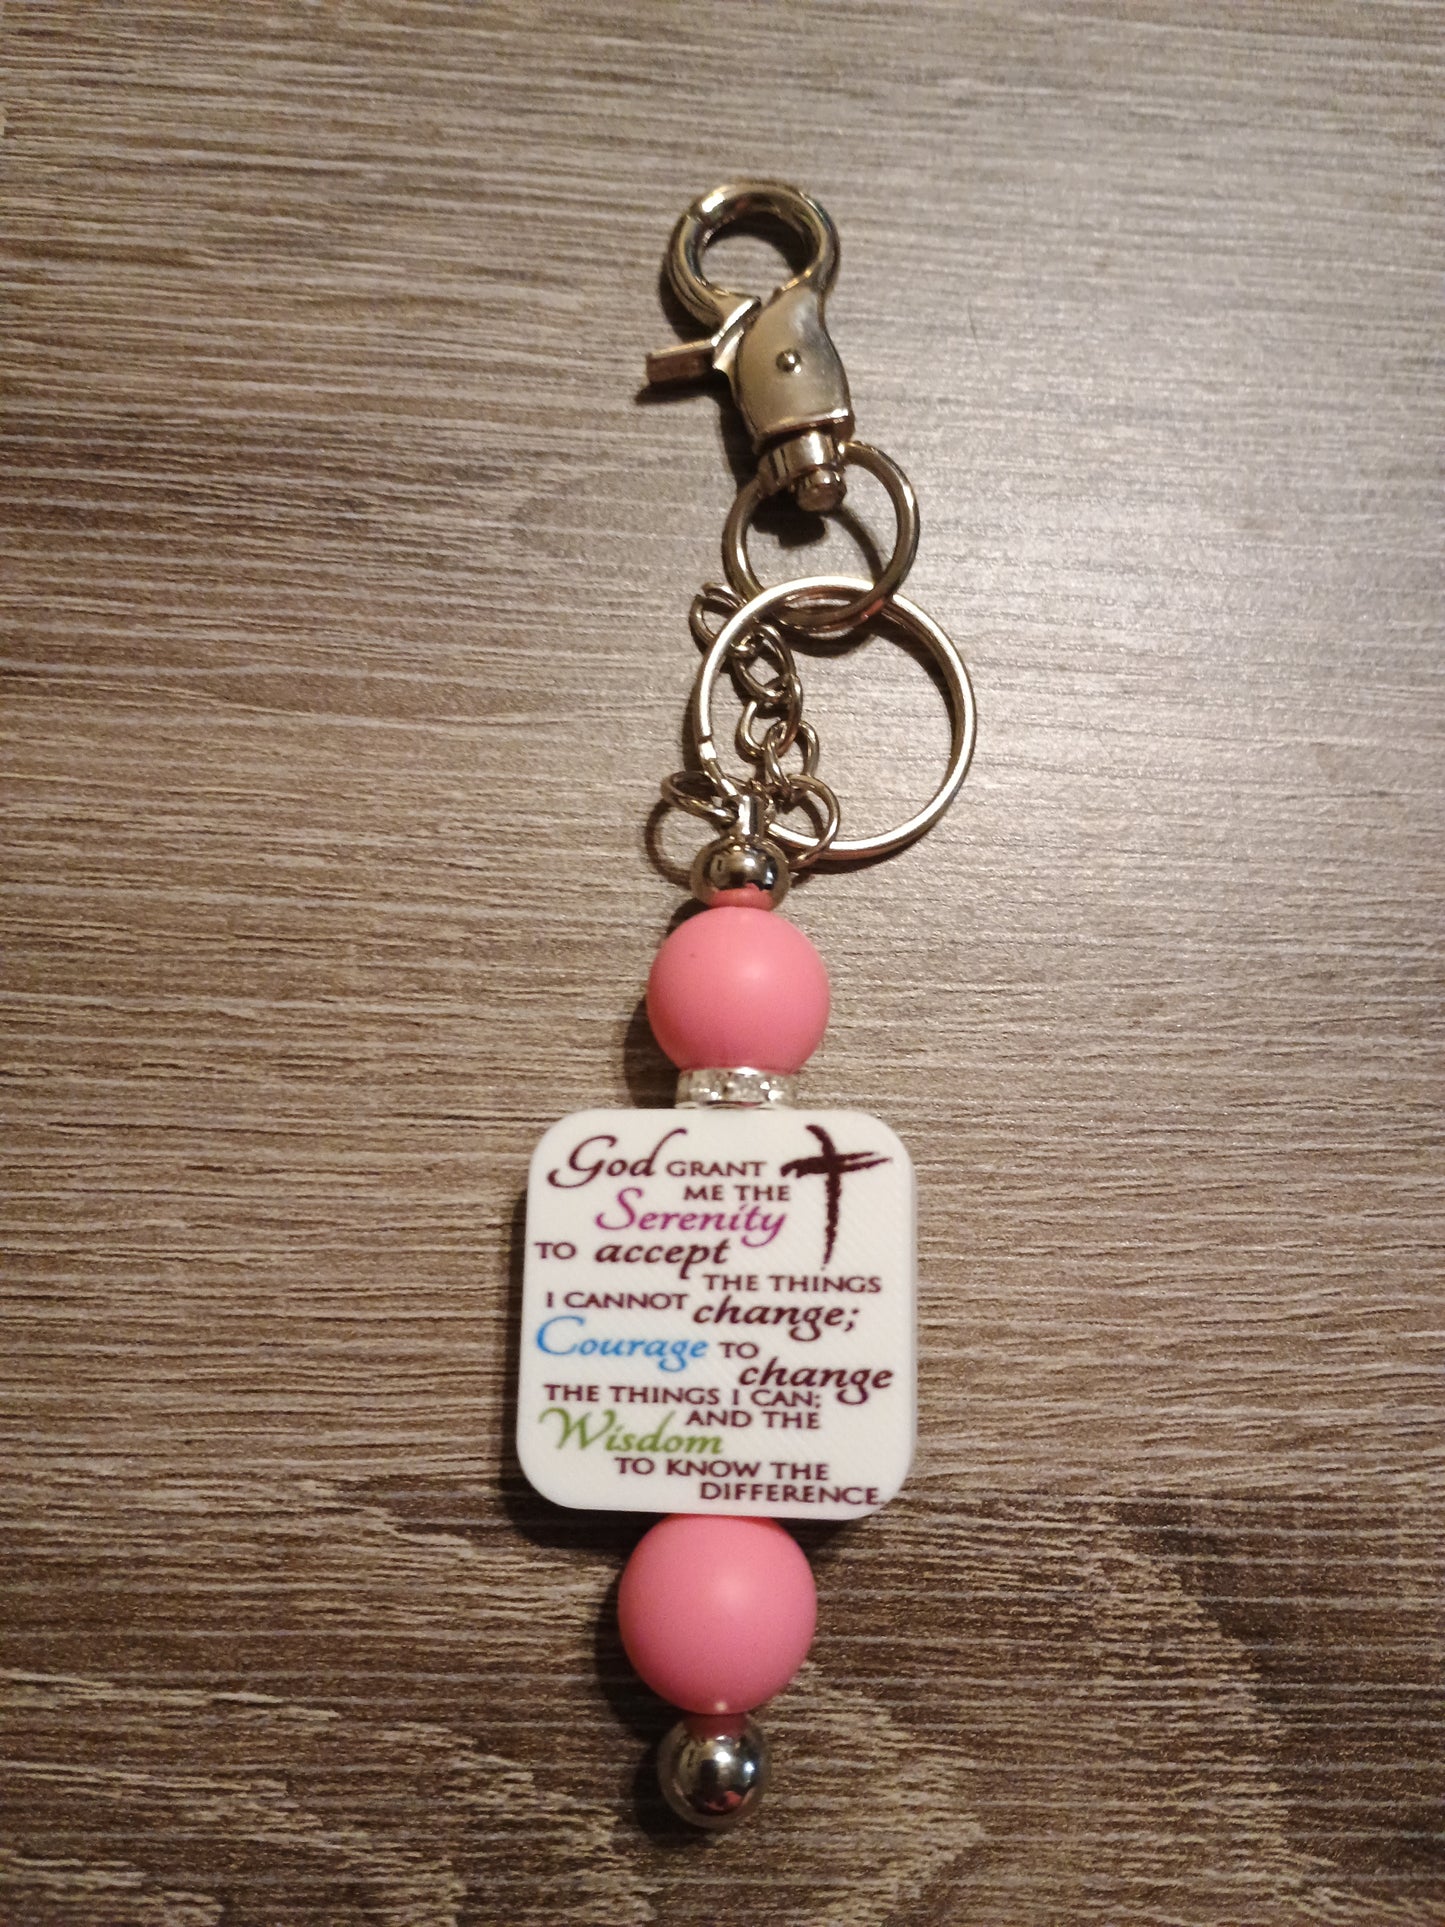 God GRANT
ME THE
Serenity
TO accept
THE THINGS
I CANNOT change;
Courage TO
change
THE THINGS I CAN;
AND THE
Wisdom
TO KNOW THE
DIFFERENCE.